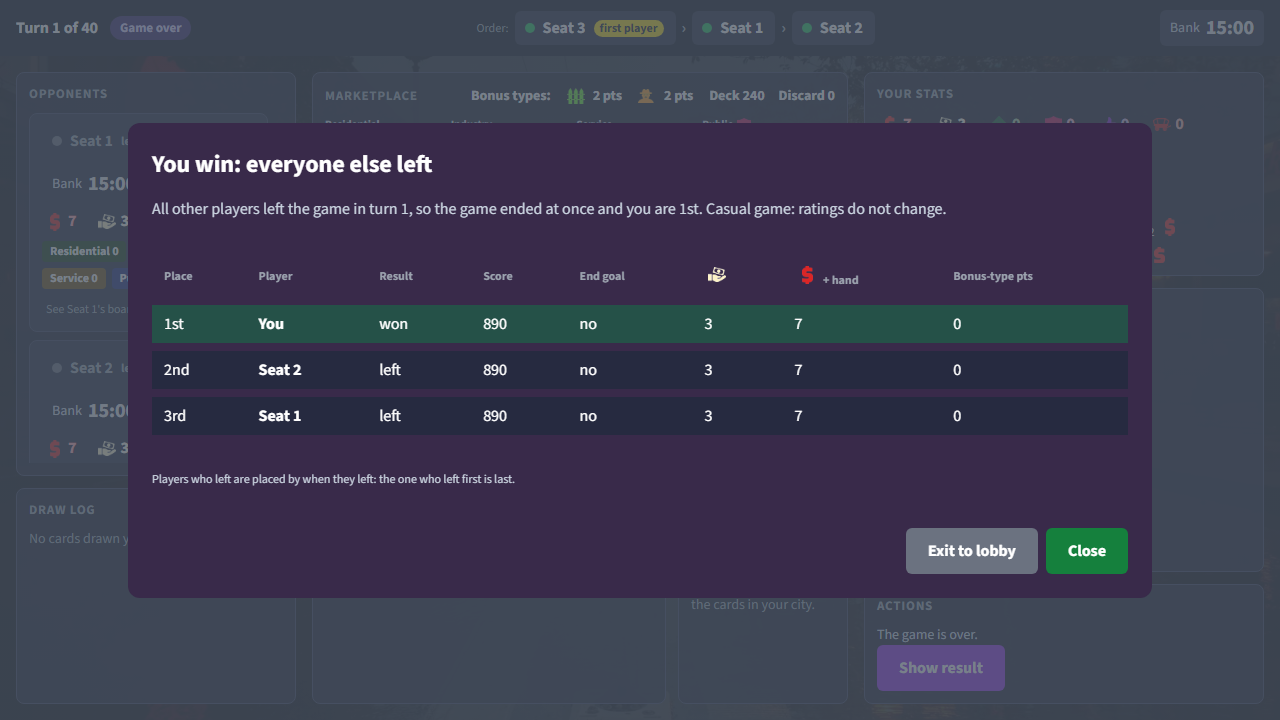 Turn 1 of 40 Game over Order: Seat 3 first player › Seat 1 › Seat 2 Bank 15:00
OPPONENTS
MARKETPLACE Bonus types: 2 pts 2 pts Deck 240 Discard 0
YOUR STATS
Seat 1
Bank 15:00
7 3
Residential 0
Service 0
See Seat 1's
Seat 2
Bank 15:00
7 3
You win: everyone else left
All other players left the game in turn 1, so the game ended at once and you are 1st. Casual game: ratings do not change.
Place Player Result Score End goal $ + hand Bonus-type pts
1st You won 890 no 3 7 0
2nd Seat 2 left 890 no 3 7 0
3rd Seat 1 left 890 no 3 7 0
Players who left are placed by when they left: the one who left first is last.
Exit to lobby Close
DRAW LOG
No cards drawn
the cards in your city.
ACTIONS
The game is over.
Show result